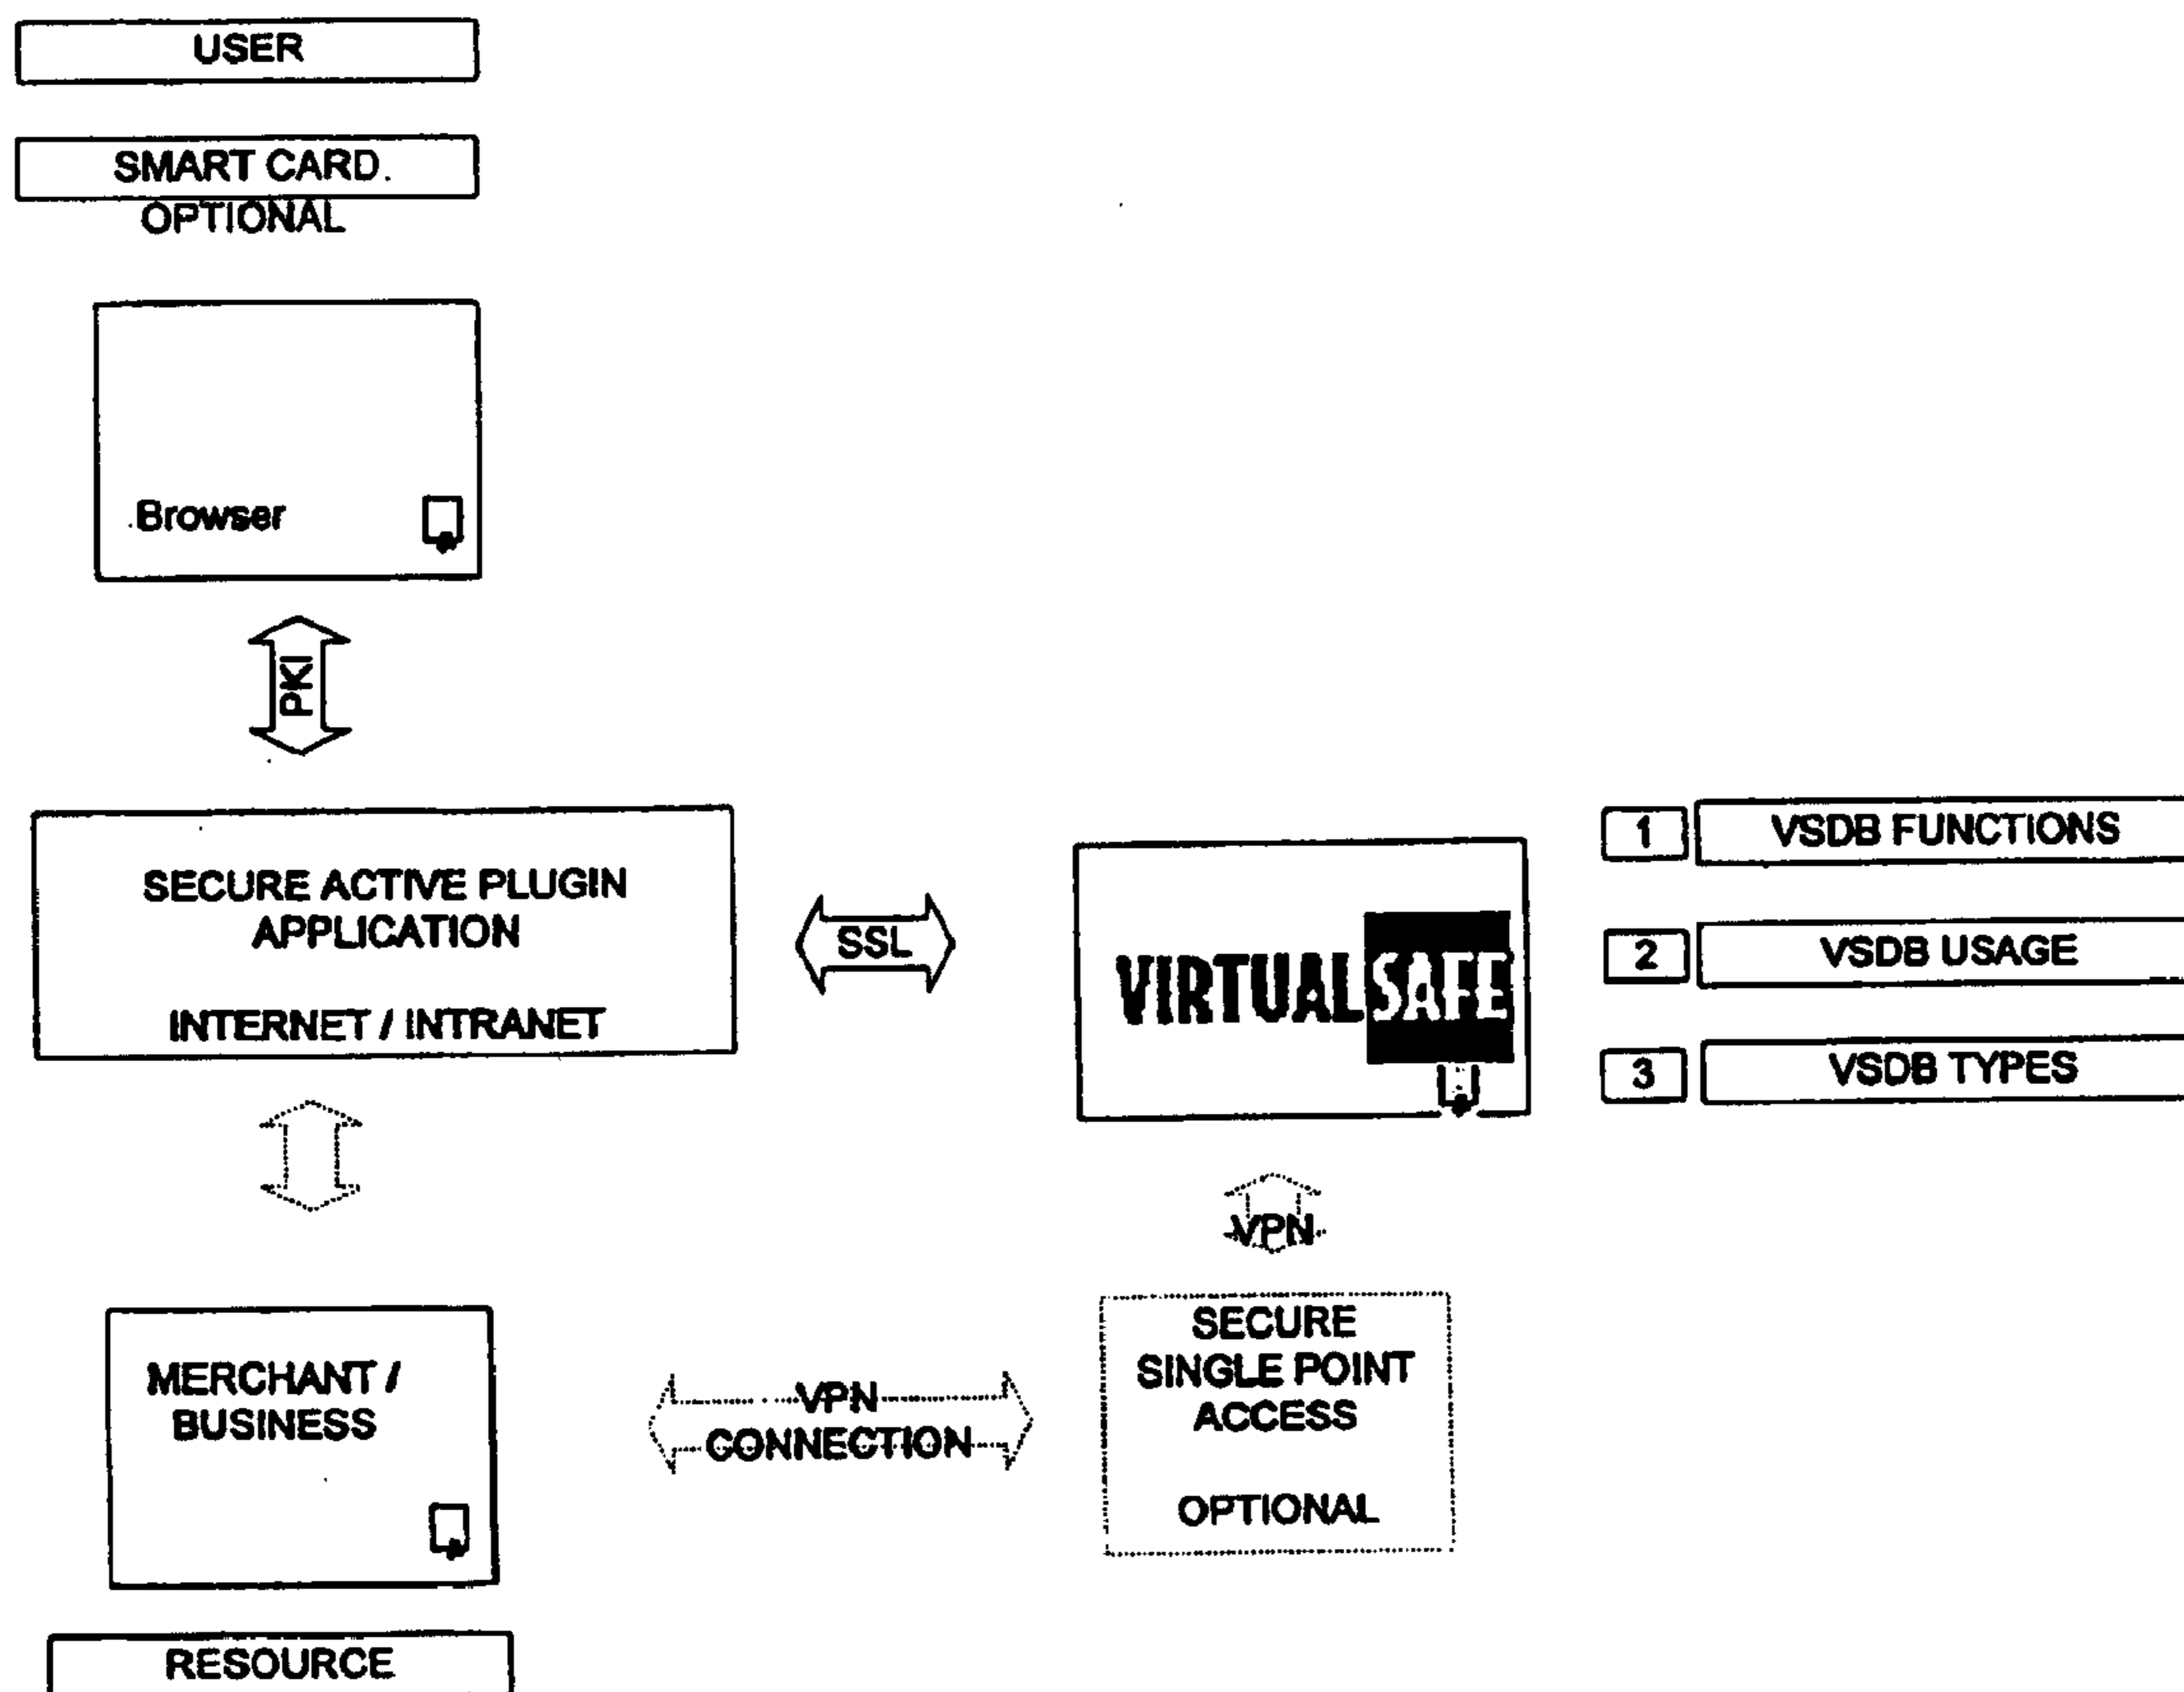 USER
SMART CARD
OPTIONAL
Browser
PKI
SECURE ACTIVE PLUGIN
APPLICATION
INTERNET / INTRANET
SSL
VIRTUALSAFE
1 VSDB FUNCTIONS
2 VSDB USAGE
3 VSDB TYPES
VPN
MERCHANT /
BUSINESS
VPN
CONNECTION
SECURE
SINGLE POINT
ACCESS
OPTIONAL
RESOURCE